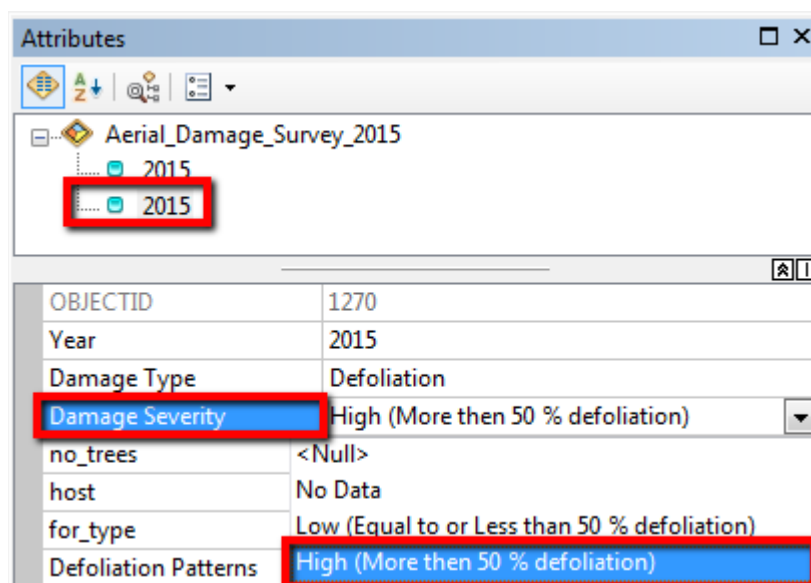 Attributes
Aerial_Damage_Survey_2015
2015
2015
OBJECTID 1270
Year 2015
Damage Type Defoliation
Damage Severity High (More then 50 % defoliation)
no_trees <Null>
host No Data
for_type Low (Equal to or Less than 50 % defoliation)
Defoliation Patterns High (More then 50 % defoliation)